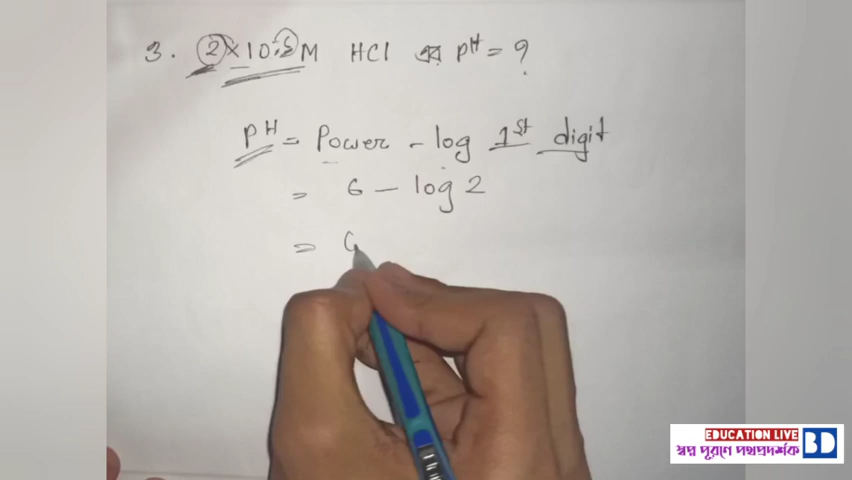 3. 2×10⁻⁶M HCl এর pH = ?
PH = Power - log 1st digit
= 6 - log 2
= 6
EDUCATION LIVE BD
স্বপ্ন পূরণে পথপ্রদর্শক